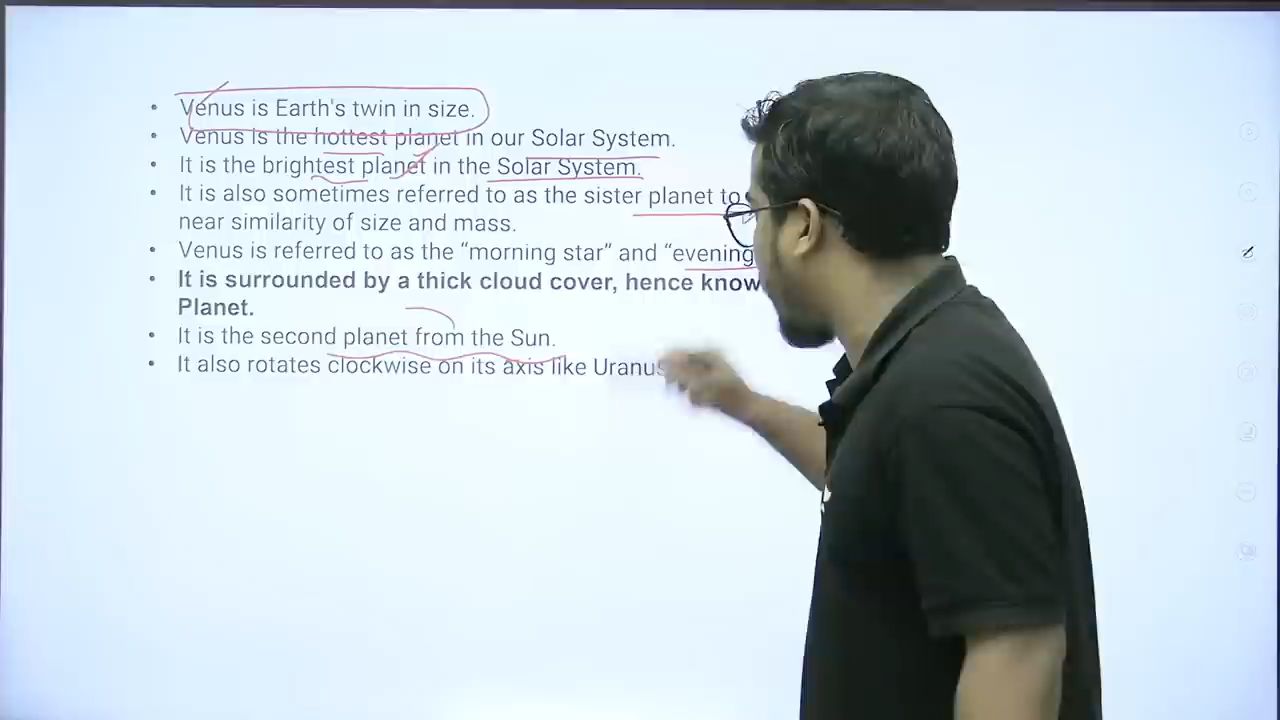 • Venus is Earth's twin in size.
• Venus is the hottest planet in our Solar System.
• It is the brightest planet in the Solar System.
• It is also sometimes referred to as the sister planet to
near similarity of size and mass.
• Venus is referred to as the “morning star” and “evening
• It is surrounded by a thick cloud cover, hence know
Planet.
• It is the second planet from the Sun.
• It also rotates clockwise on its axis like Uranus